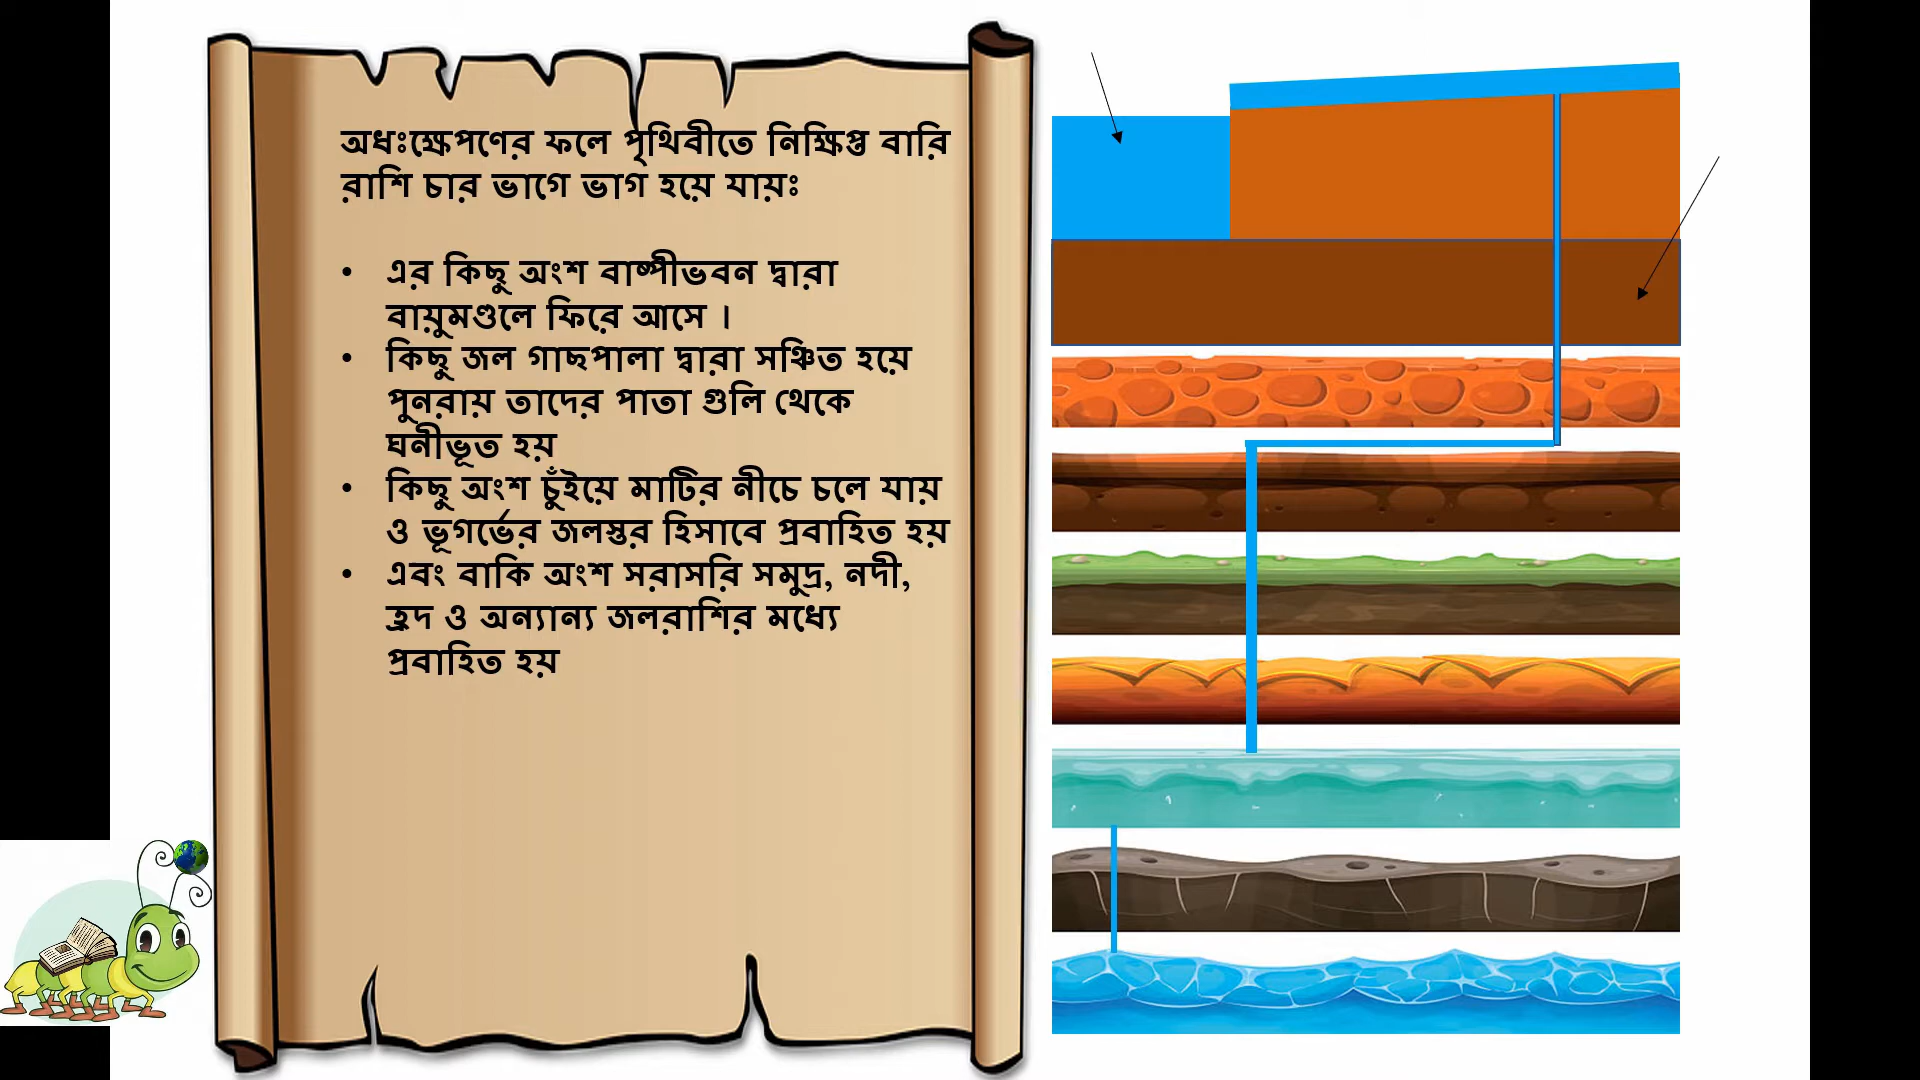 অধঃক্ষেপণের ফলে পৃথিবীতে নিক্ষিপ্ত বারি
রাশি চার ভাগে ভাগ হয়ে যায়ঃ
• এর কিছু অংশ বাষ্পীভবন দ্বারা
বায়ুমণ্ডলে ফিরে আসে ।
• কিছু জল গাছপালা দ্বারা সঞ্চিত হয়ে
পুনরায় তাদের পাতা গুলি থেকে
ঘনীভূত হয়
• কিছু অংশ চুঁইয়ে মাটির নীচে চলে যায়
ও ভূগর্ভের জলস্তর হিসাবে প্রবাহিত হয়
• এবং বাকি অংশ সরাসরি সমুদ্র, নদী,
হ্রদ ও অন্যান্য জলরাশির মধ্যে
প্রবাহিত হয়